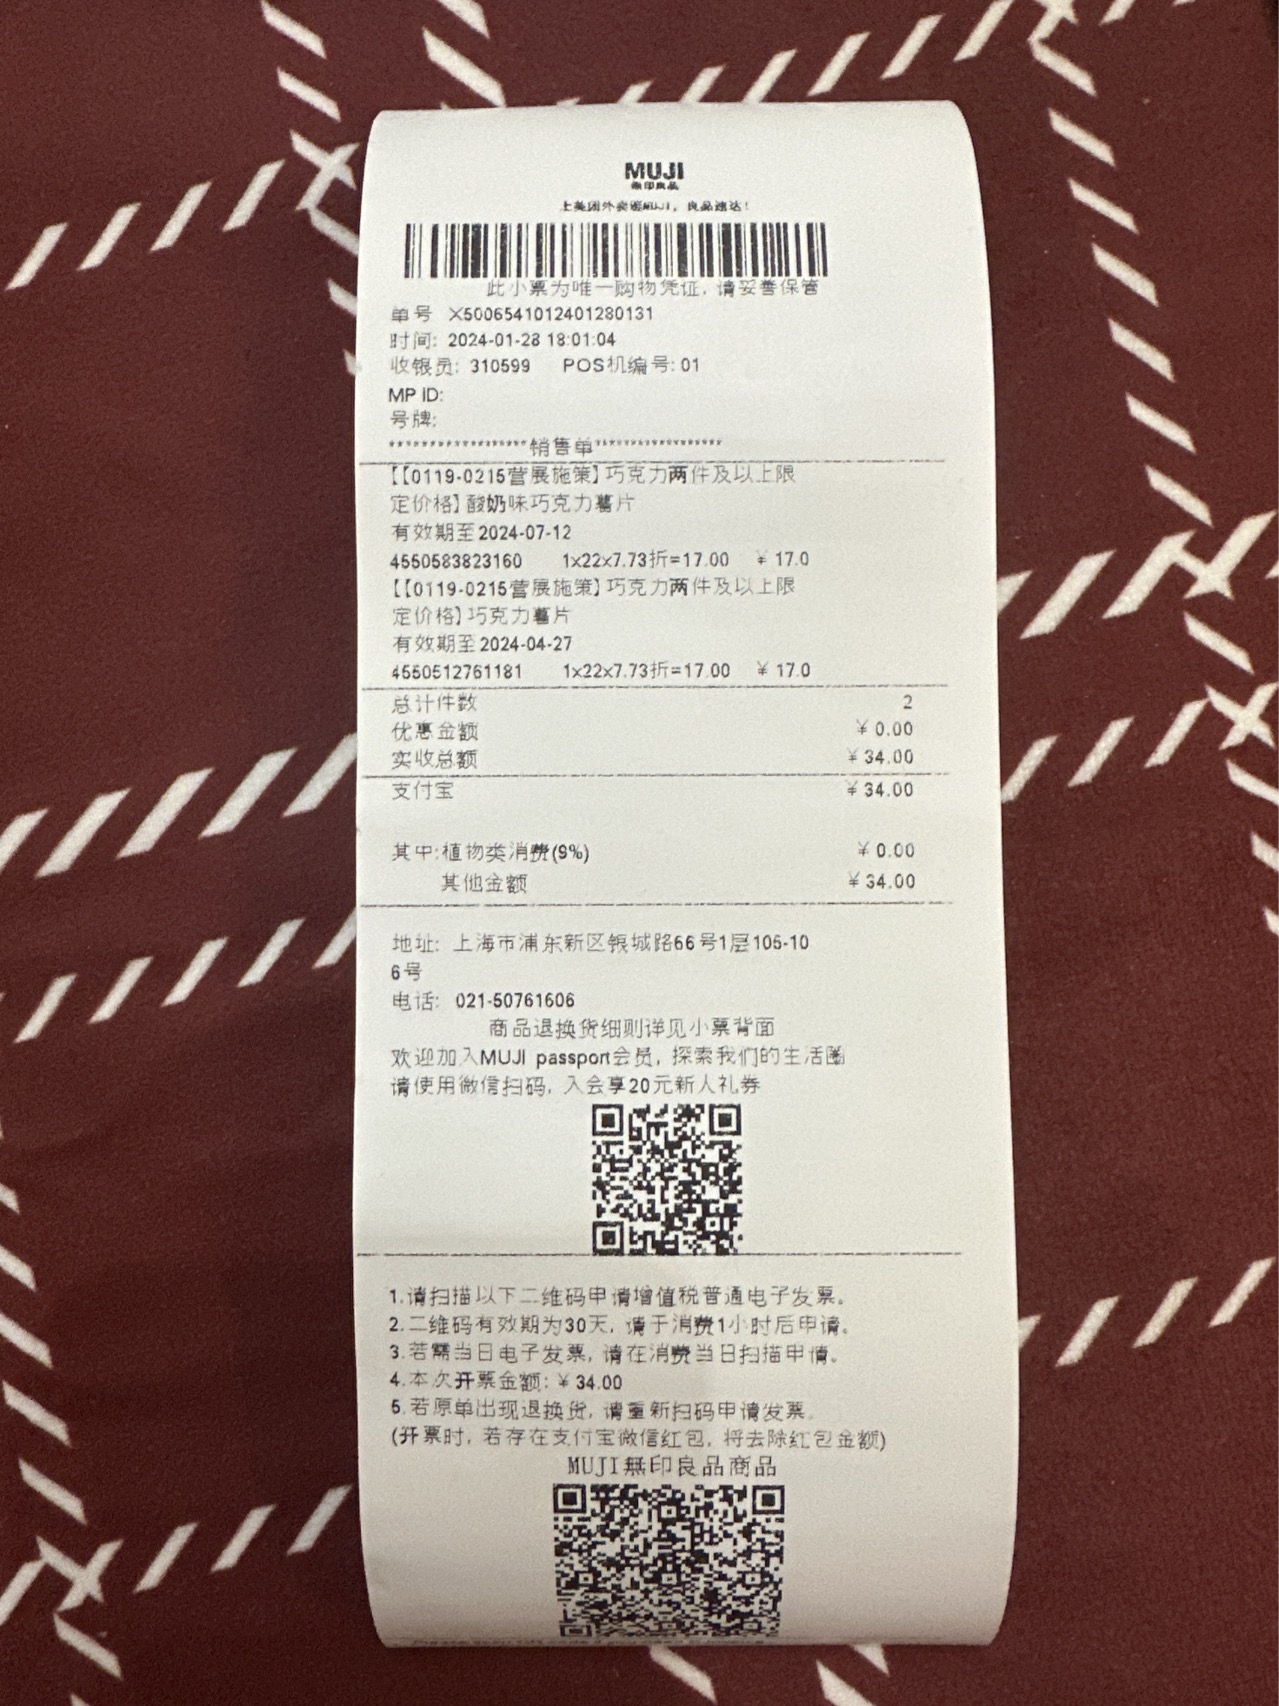 MUJI
無印良品
上美团外卖逛MUJI，良品速达！
此小票为唯一购物凭证，请妥善保管
单号 X5006541012401280131
时间: 2024-01-28 18:01:04
收银员: 310599 POS机编号: 01
MP ID:
号牌:
******************销售单******************
【【0119-0215营展施策】巧克力两件及以上限
定价格】酸奶味巧克力薯片
有效期至2024-07-12
4550583823160 1x22x7.73折=17.00 ￥17.0
【【0119-0215营展施策】巧克力两件及以上限
定价格】巧克力薯片
有效期至2024-04-27
4550512761181 1x22x7.73折=17.00 ￥17.0
总计件数 2
优惠金额 ￥0.00
实收总额 ￥34.00
支付宝 ￥34.00
其中:植物类消费(9%) ￥0.00
其他金额 ￥34.00
地址: 上海市浦东新区银城路66号1层105-10
6号
电话: 021-50761606
商品退换货细则详见小票背面
欢迎加入MUJI passport会员，探索我们的生活圈
请使用微信扫码，入会享20元新人礼券
1.请扫描以下二维码申请增值税普通电子发票。
2.二维码有效期为30天，请于消费1小时后申请。
3.若需当日电子发票，请在消费当日扫描申请。
4.本次开票金额: ￥34.00
5.若原单出现退换货，请重新扫码申请发票。
(开票时，若存在支付宝微信红包，将去除红包金额)
MUJI無印良品商品